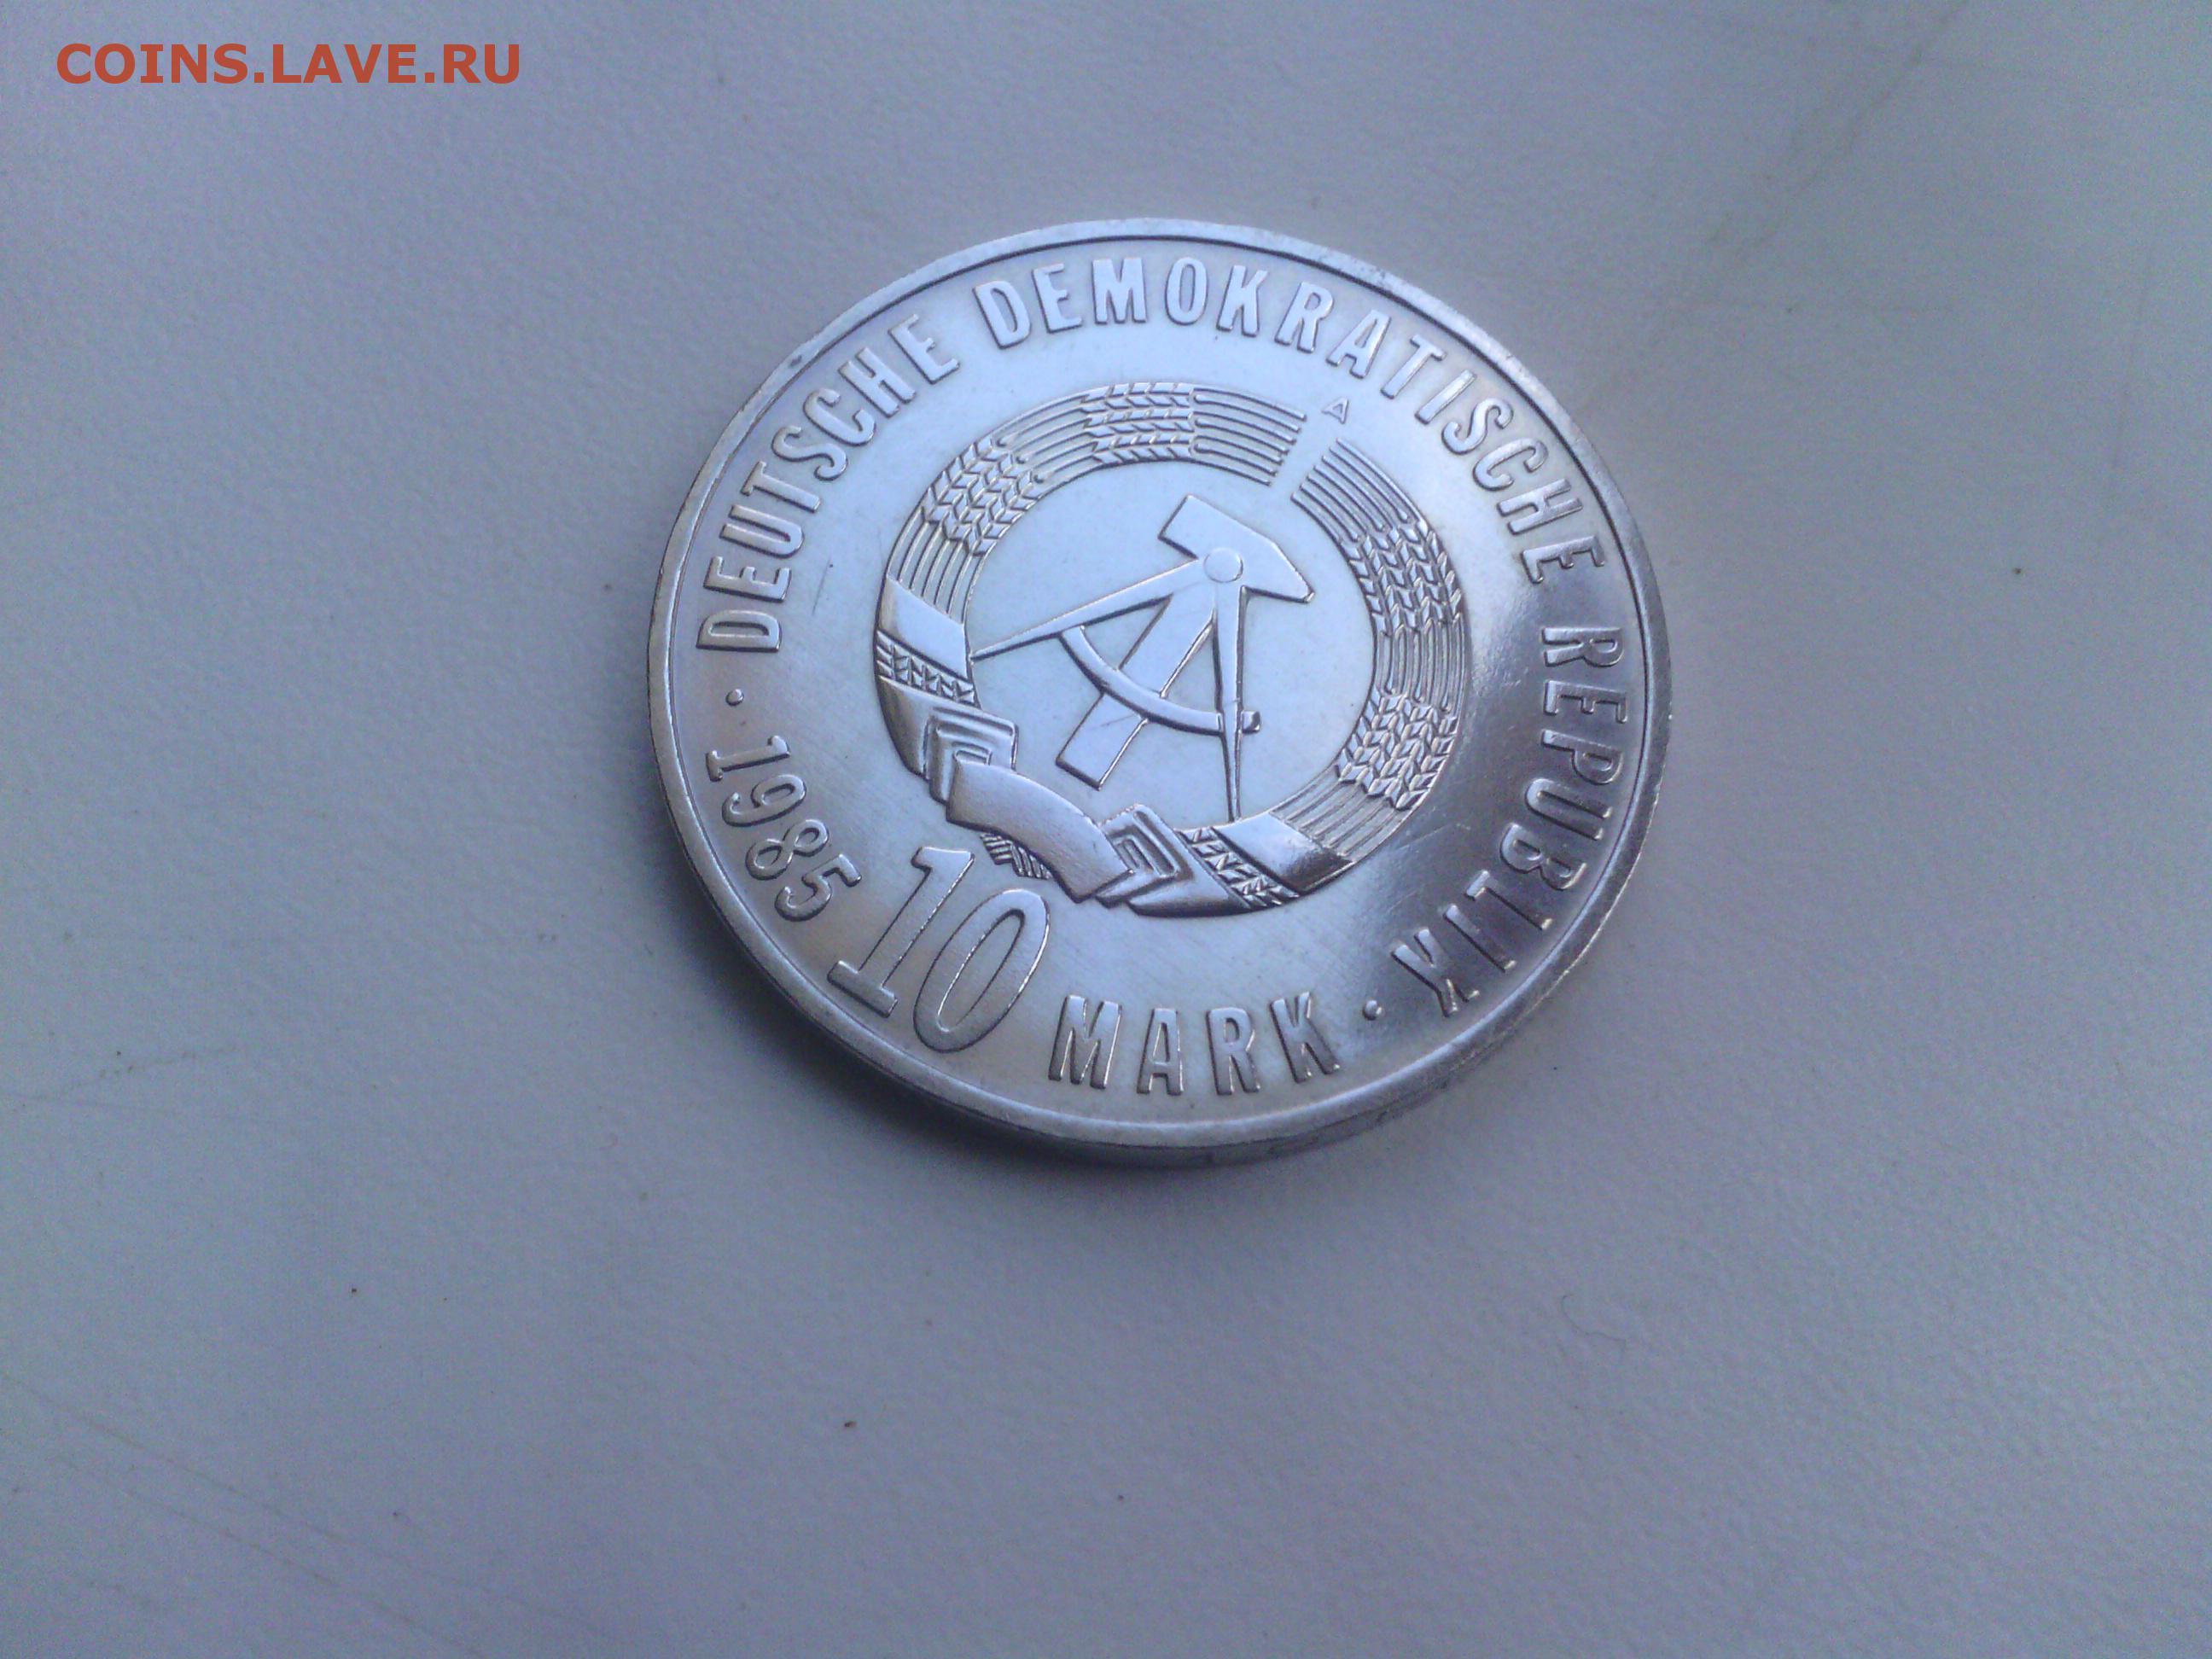 COINS.LAVE.RU
DEUTSCHE DEMOKRATISCHE REPUBLIK
A
· 1985
10 MARK ·